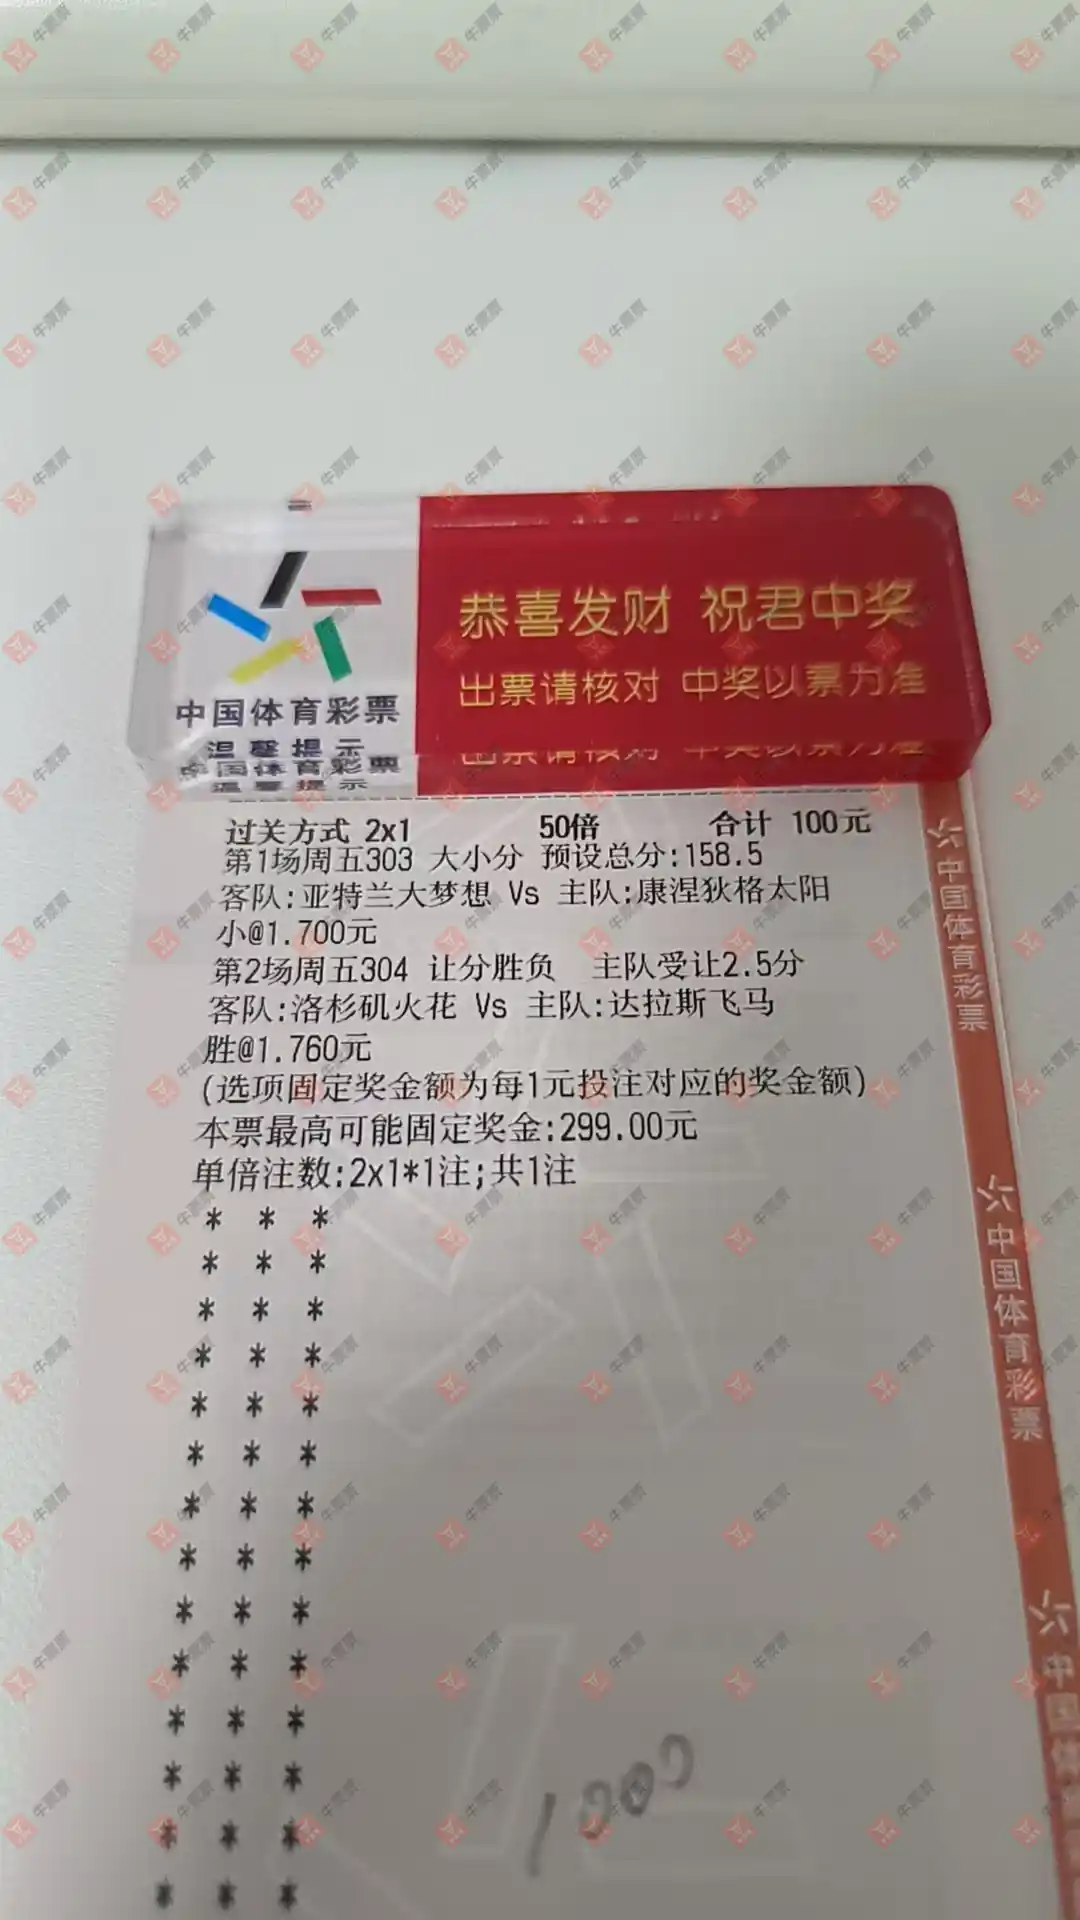 恭喜发财 祝君中奖
出票请核对 中奖以票为准
中国体育彩票
温馨提示
过关方式 2x1 50倍 合计 100元
第1场周五303 大小分 预设总分:158.5
客队:亚特兰大梦想 Vs 主队:康涅狄格太阳
小@1.700元
第2场周五304 让分胜负 主队受让2.5分
客队:洛杉矶火花 Vs 主队:达拉斯飞马
胜@1.760元
(选项固定奖金额为每1元投注对应的奖金额)
本票最高可能固定奖金:299.00元
单倍注数:2x1*1注;共1注
* * *
* * *
* * *
* * *
* * *
* * *
* * *
* * *
* * *
* * *
* * *
* * *
* * *
* * *
1000
中国体育彩票
中国体育彩票
中国体
牛票票